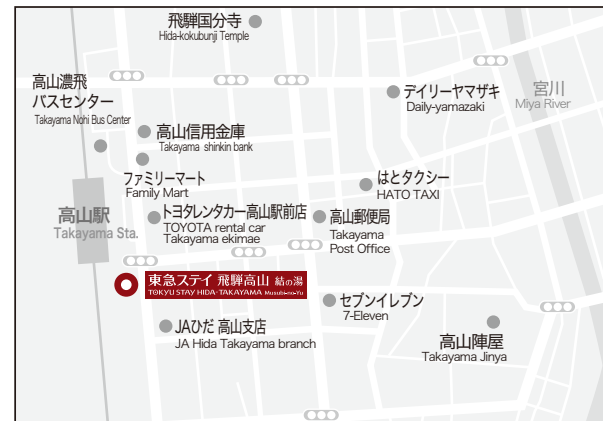 飛騨国分寺
Hida-kokubunji Temple
高山濃飛
バスセンター
Takayama Nohi Bus Center
デイリーヤマザキ
Daily-yamazaki
宮川
Miya River
高山信用金庫
Takayama shinkin bank
ファミリーマート
Family Mart
はとタクシー
HATO TAXI
高山駅
Takayama Sta.
トヨタレンタカー高山駅前店
TOYOTA rental car
Takayama ekimae
高山郵便局
Takayama
Post Office
東急ステイ 飛騨高山 結の湯
TOKYU STAY HIDA-TAKAYAMA Musubi-no-Yu
セブンイレブン
7-Eleven
JAひだ 高山支店
JA Hida Takayama branch
高山陣屋
Takayama Jinya